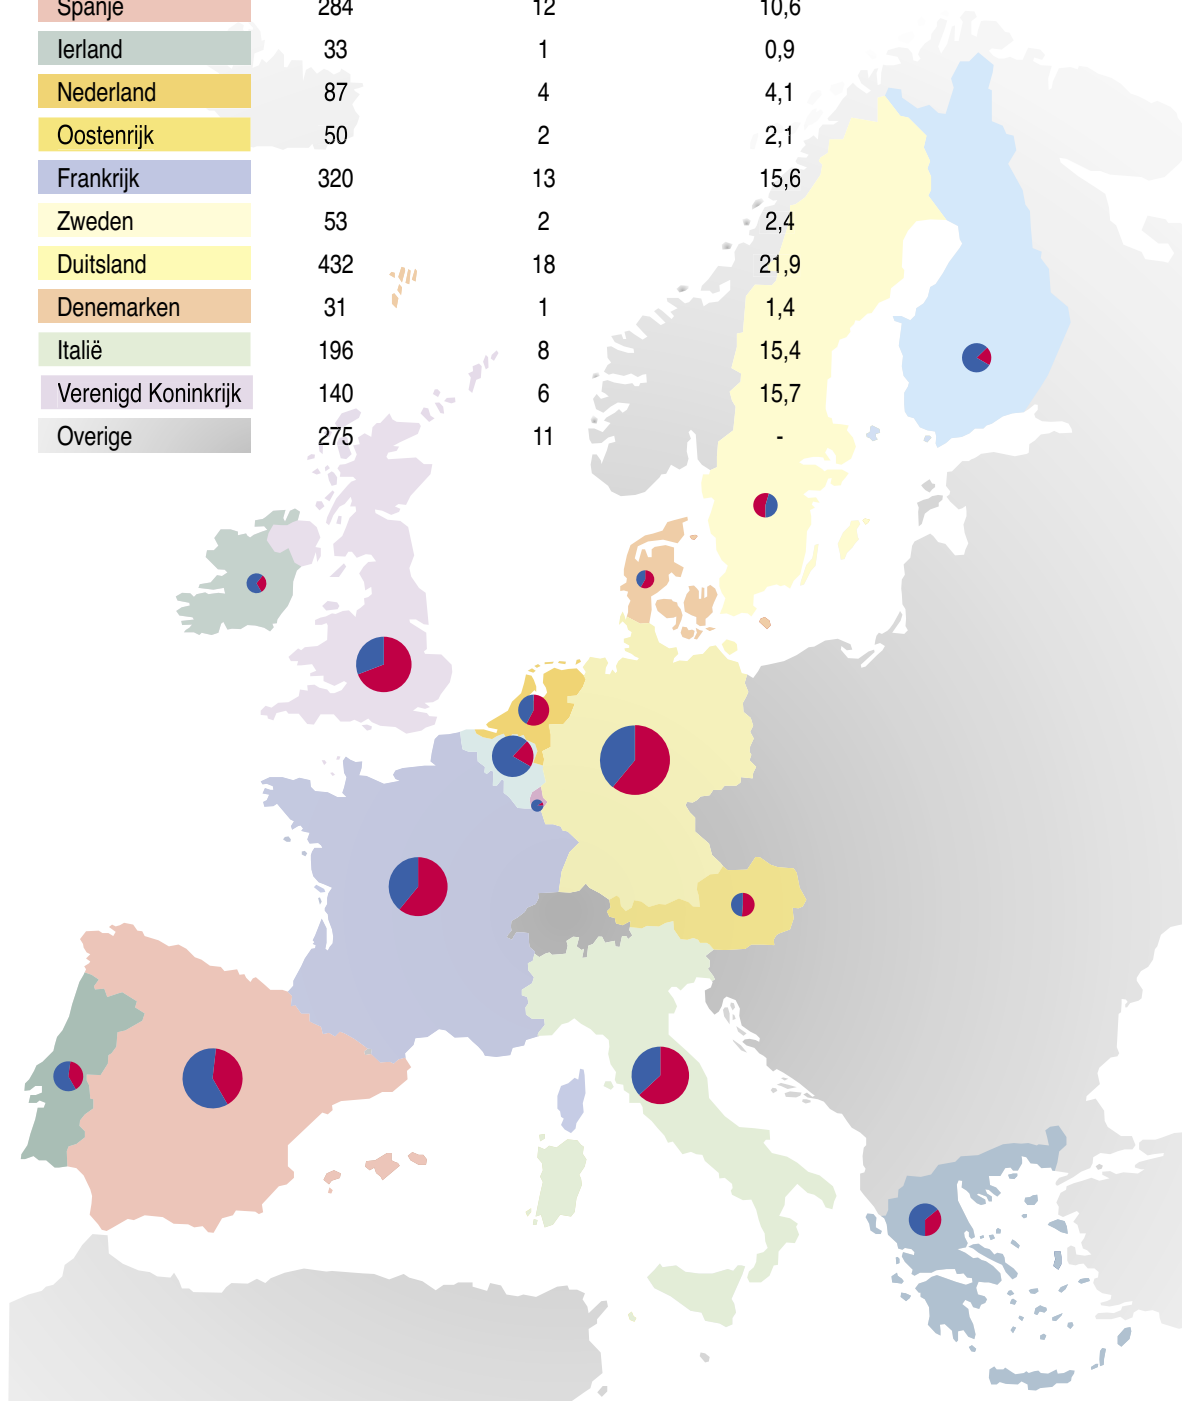 Spanje 284 12 10,6
Ierland 33 1 0,9
Nederland 87 4 4,1
Oostenrijk 50 2 2,1
Frankrijk 320 13 15,6
Zweden 53 2 2,4
Duitsland 432 18 21,9
Denemarken 31 1 1,4
Italië 196 8 15,4
Verenigd Koninkrijk 140 6 15,7
Overige 275 11 -